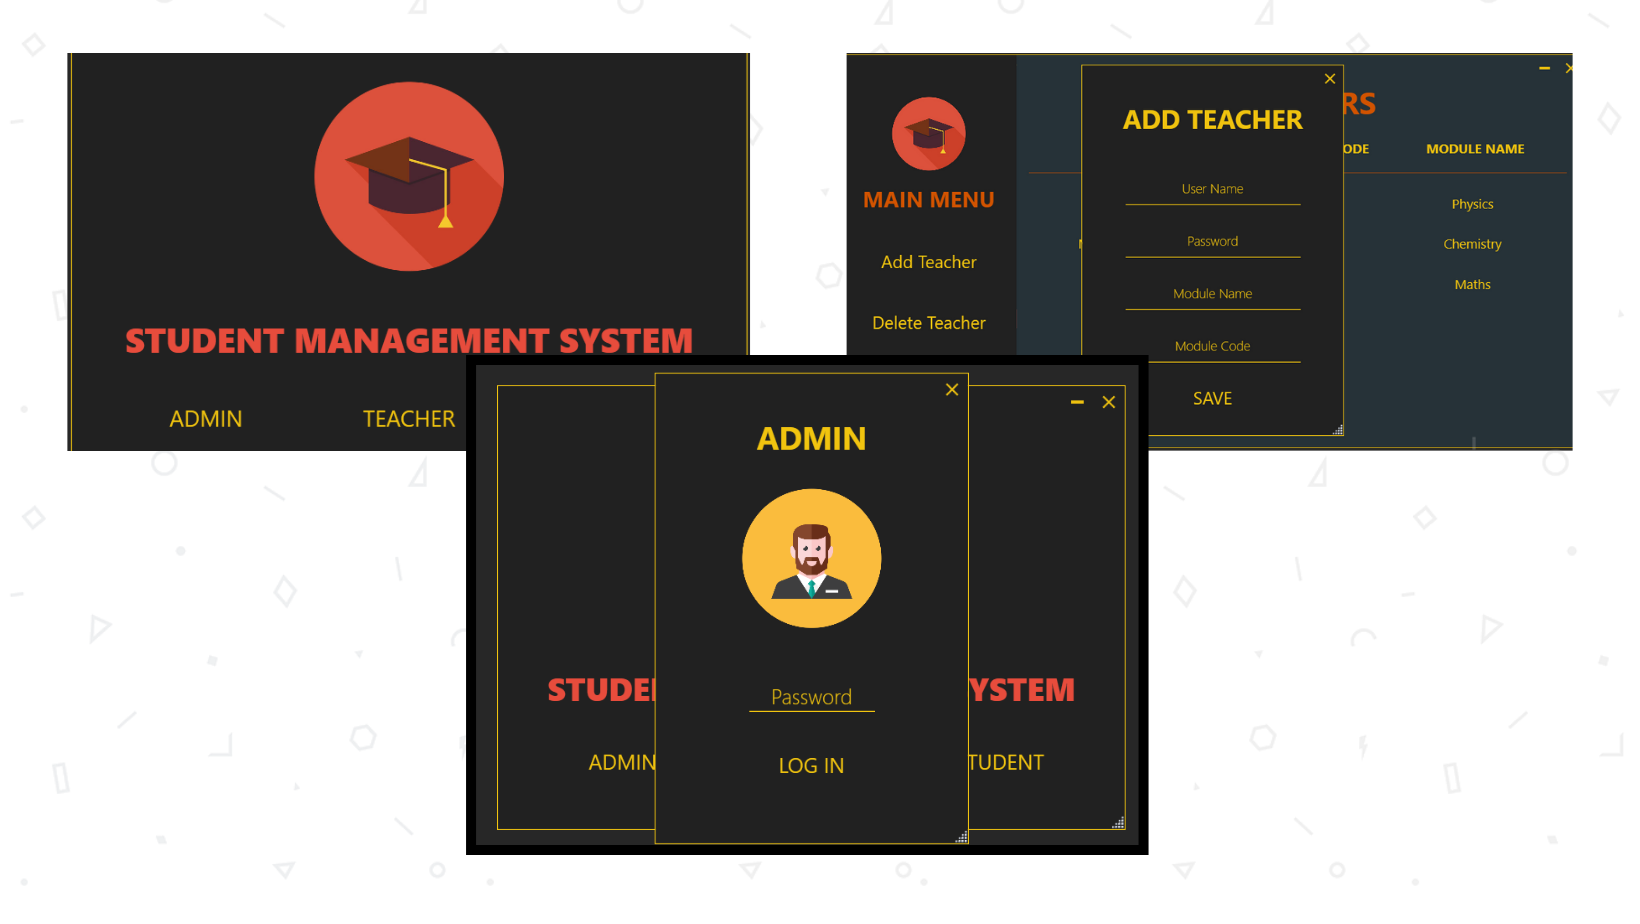 STUDENT MANAGEMENT SYSTEM
ADMIN
TEACHER
MAIN MENU
Add Teacher
Delete Teacher
RS
ODE
MODULE NAME
Physics
Chemistry
Maths
ADD TEACHER
User Name
Password
Module Name
Module Code
SAVE
ADMIN
Password
LOG IN
STUDE
YSTEM
ADMIN
TUDENT